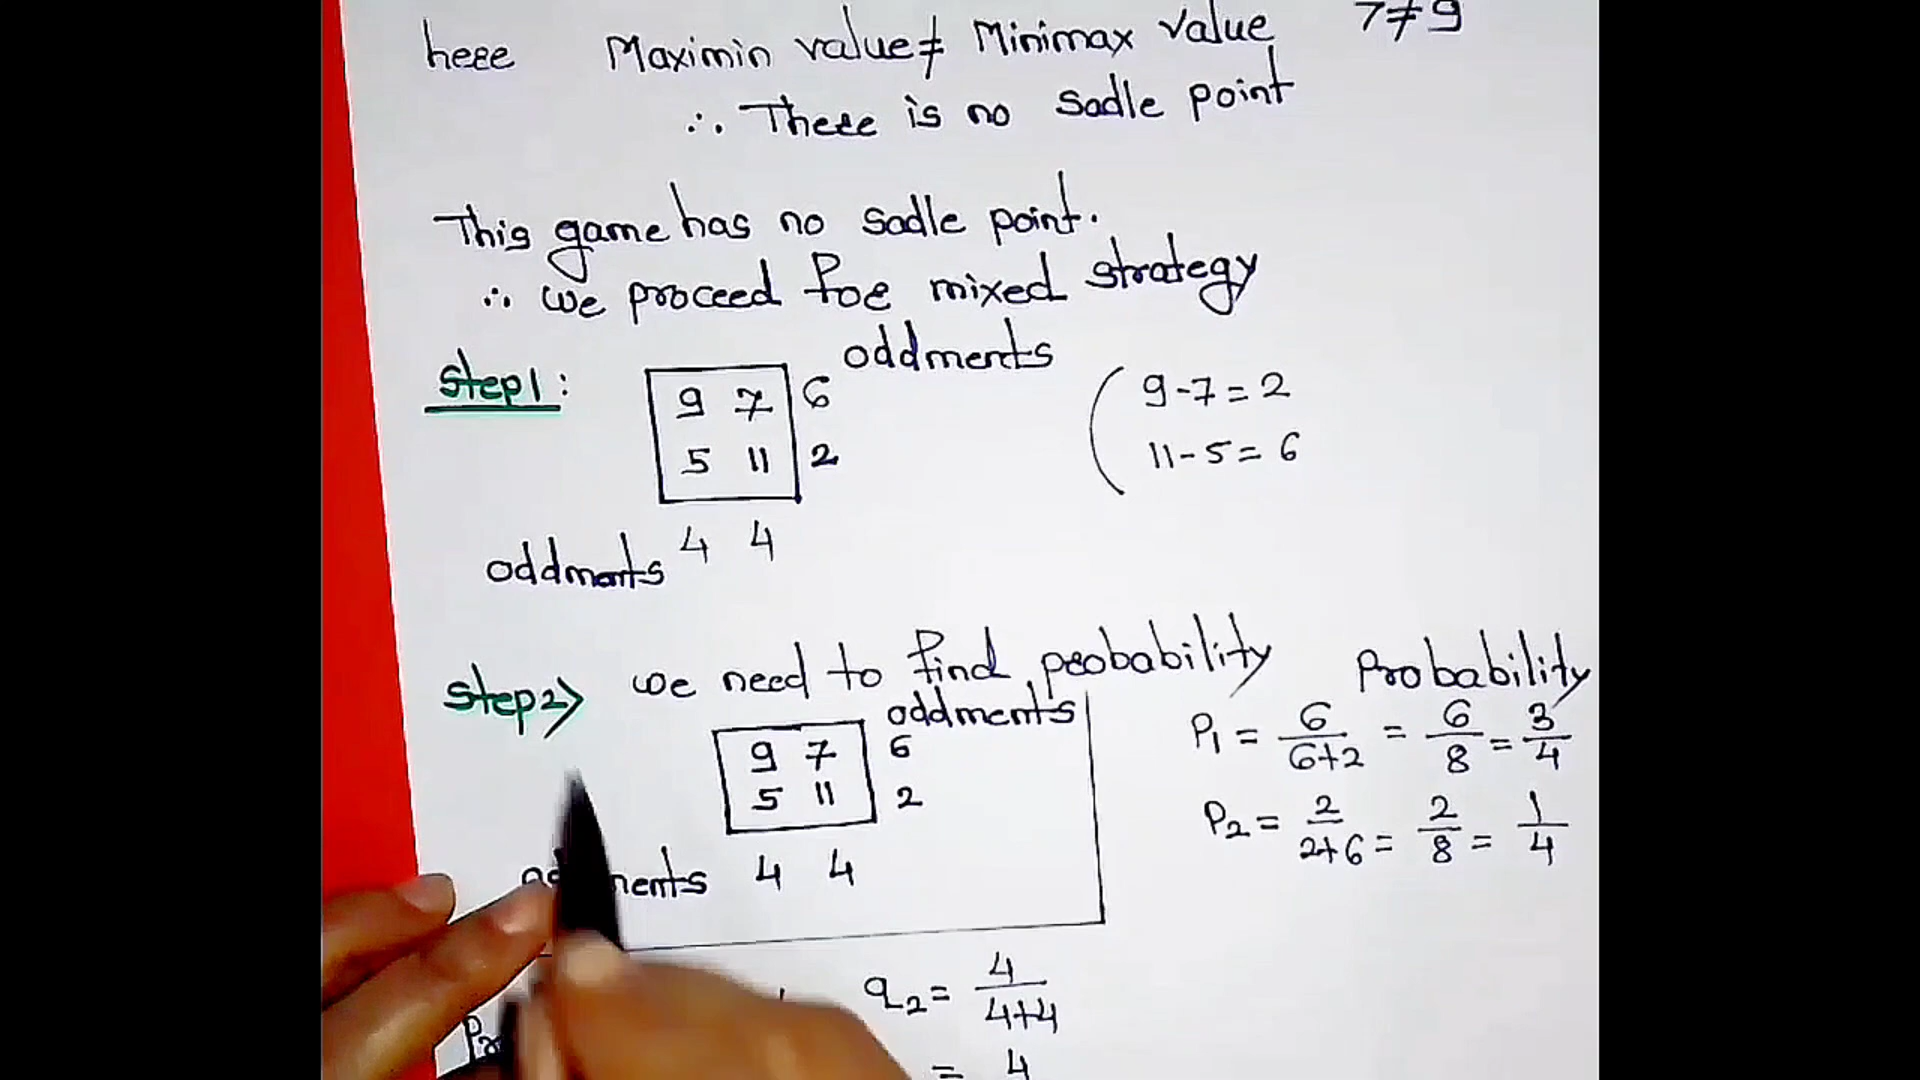 here Maximin value ≠ Minimax value 7≠9
∴ There is no sadle point
This game has no sadle point.
∴ we proceed for mixed strategy
oddments
Step1:
9 7 6
5 11 2
9-7=2
11-5=6
4 4
oddments
Step2> we need to find probability
oddments
9 7 6
5 11 2
4 4
Probability
P1 = 6/6+2 = 6/8 = 3/4
P2 = 2/2+6 = 2/8 = 1/4
q2 = 4/4+4
= 4